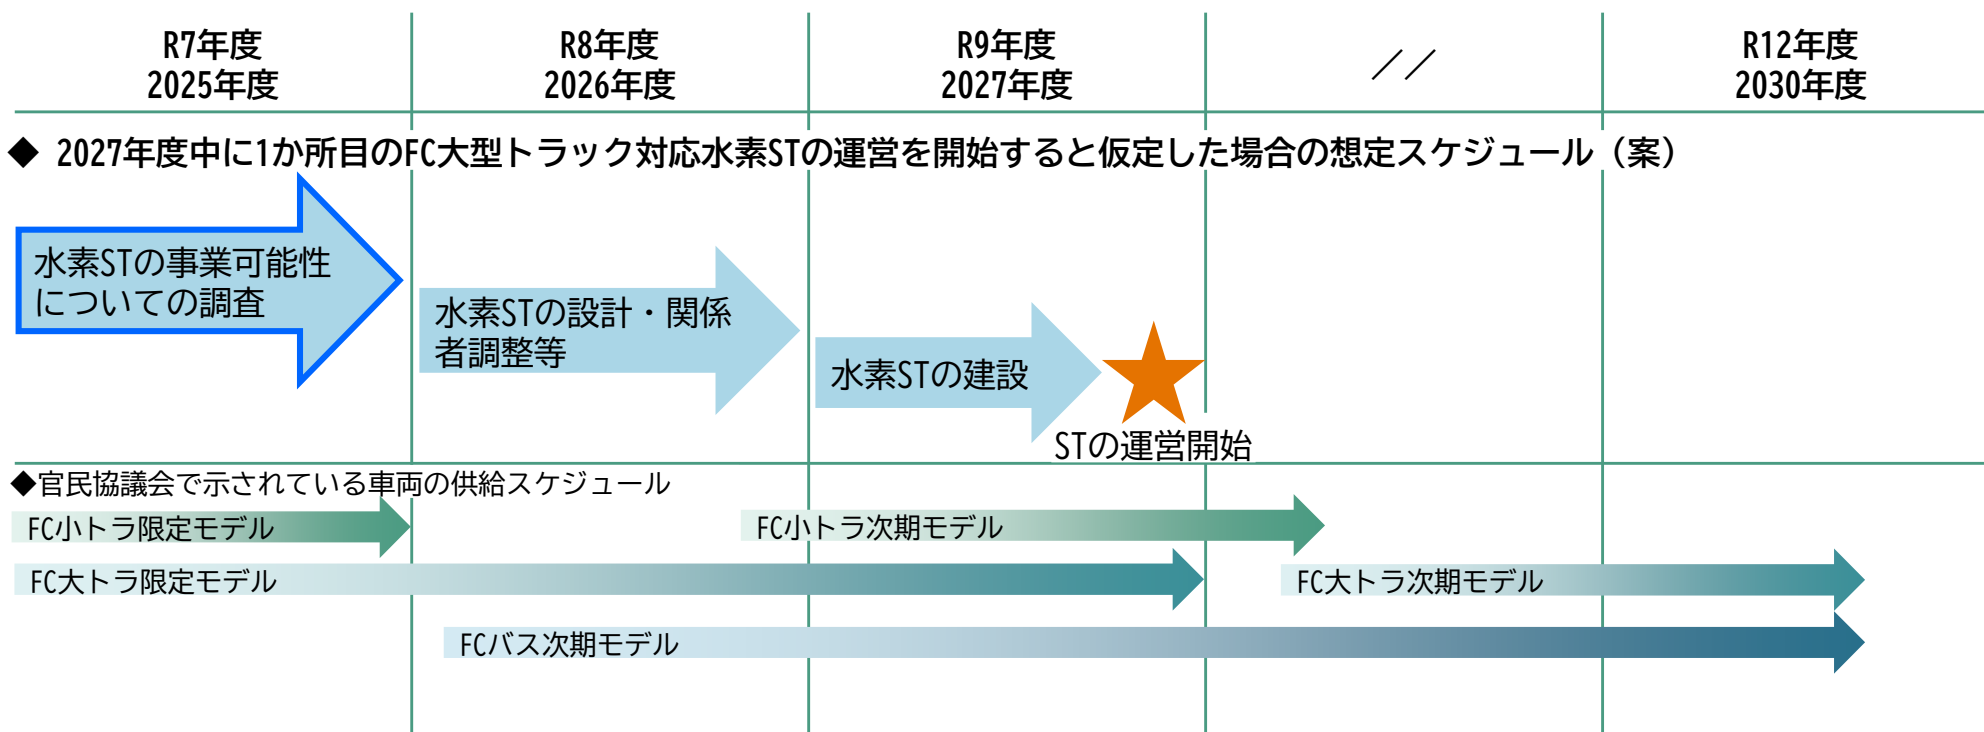 R7年度
2025年度
R8年度
2026年度
R9年度
2027年度
／／
R12年度
2030年度
◆ 2027年度中に1か所目のFC大型トラック対応水素STの運営を開始すると仮定した場合の想定スケジュール（案）
水素STの事業可能性
についての調査
水素STの設計・関係
者調整等
水素STの建設
STの運営開始
◆官民協議会で示されている車両の供給スケジュール
FC小トラ限定モデル
FC小トラ次期モデル
FC大トラ限定モデル
FC大トラ次期モデル
FCバス次期モデル